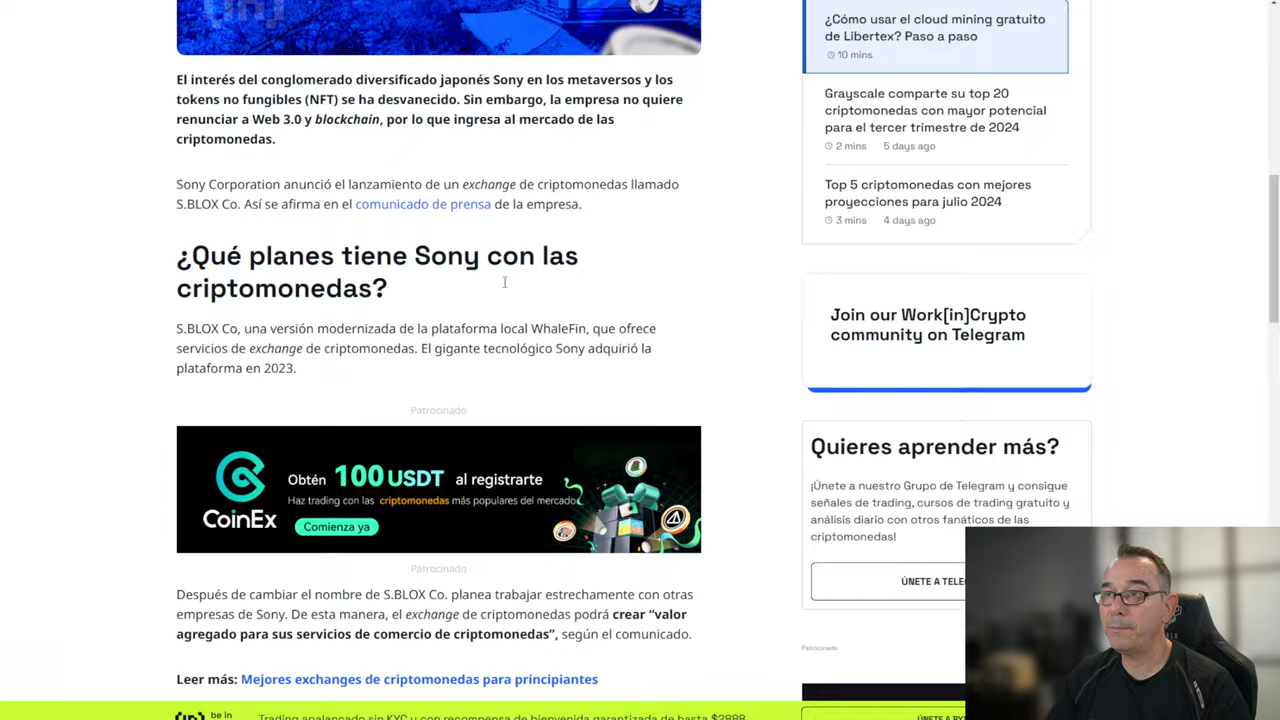 El interés del conglomerado diversificado japonés Sony en los metaversos y los
tokens no fungibles (NFT) se ha desvanecido. Sin embargo, la empresa no quiere
renunciar a Web 3.0 y blockchain, por lo que ingresa al mercado de las
criptomonedas.
Sony Corporation anunció el lanzamiento de un exchange de criptomonedas llamado
S.BLOX Co. Así se afirma en el comunicado de prensa de la empresa.
¿Qué planes tiene Sony con las
criptomonedas?
S.BLOX Co, una versión modernizada de la plataforma local WhaleFin, que ofrece
servicios de exchange de criptomonedas. El gigante tecnológico Sony adquirió la
plataforma en 2023.
Patrocinado
CoinEx
Obtén 100 USDT al registrarte
Haz trading con las criptomonedas más populares del mercado
Comienza ya
Patrocinado
Después de cambiar el nombre de S.BLOX Co. planea trabajar estrechamente con otras
empresas de Sony. De esta manera, el exchange de criptomonedas podrá crear “valor
agregado para sus servicios de comercio de criptomonedas”, según el comunicado.
Leer más: Mejores exchanges de criptomonedas para principiantes
be in
Trading apalancado sin KYC y con recompensa de bienvenida garantizada de hasta $2888
¿Cómo usar el cloud mining gratuito
de Libertex? Paso a paso
10 mins
Grayscale comparte su top 20
criptomonedas con mayor potencial
para el tercer trimestre de 2024
2 mins 5 days ago
Top 5 criptomonedas con mejores
proyecciones para julio 2024
3 mins 4 days ago
Join our Work[in]Crypto
community on Telegram
Quieres aprender más?
¡Únete a nuestro Grupo de Telegram y consigue
señales de trading, cursos de trading gratuito y
análisis diario con otros fanáticos de las
criptomonedas!
ÚNETE A TELE
Patrocinado